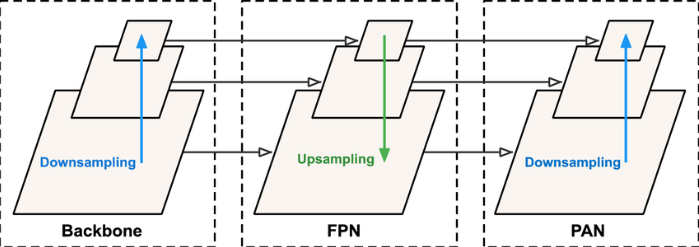 Downsampling
Upsampling
Downsampling
Backbone
FPN
PAN